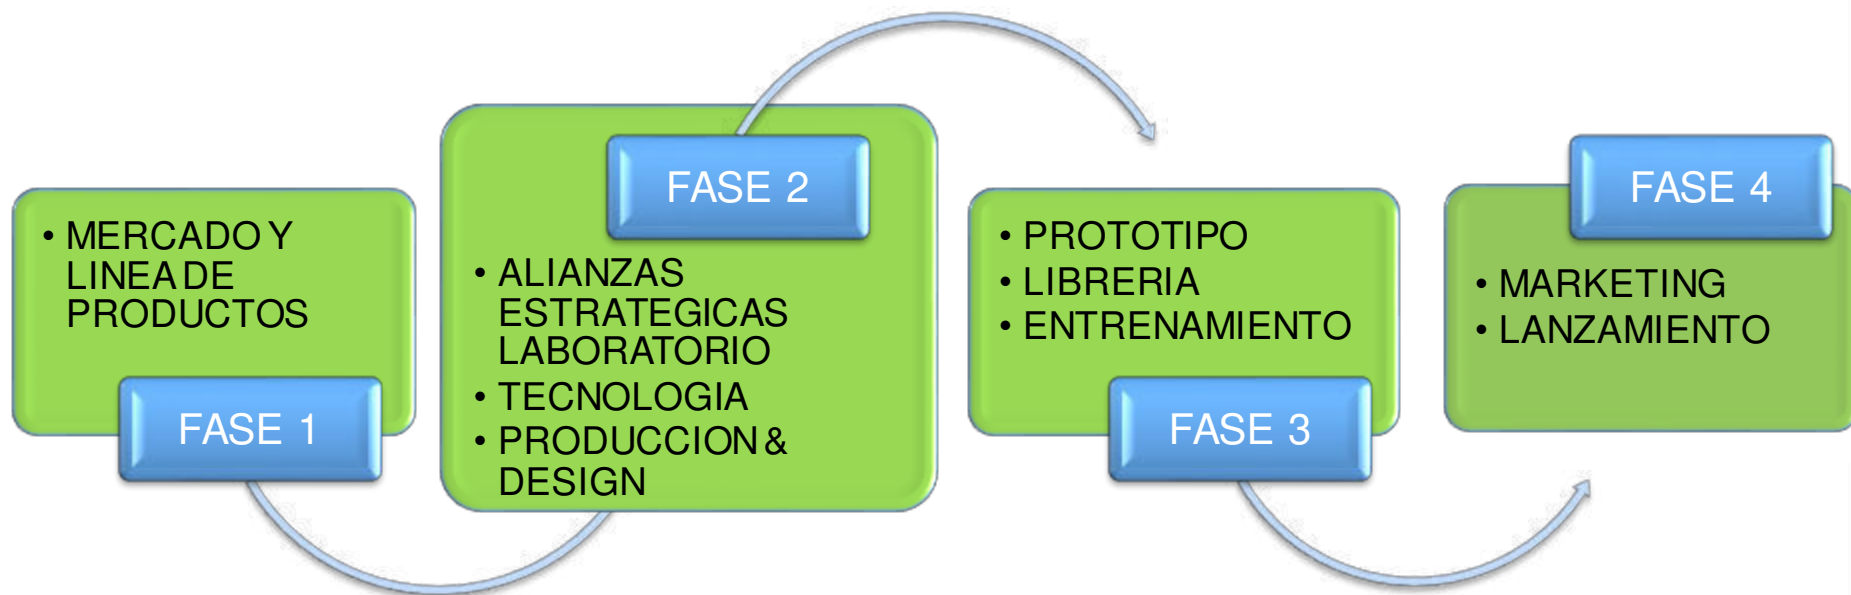 • MERCADO Y
LINEA DE
PRODUCTOS
FASE 1
FASE 2
• ALIANZAS
ESTRATEGICAS
LABORATORIO
• TECNOLOGIA
• PRODUCCION &
DESIGN
• PROTOTIPO
• LIBRERIA
• ENTRENAMIENTO
FASE 3
FASE 4
• MARKETING
• LANZAMIENTO